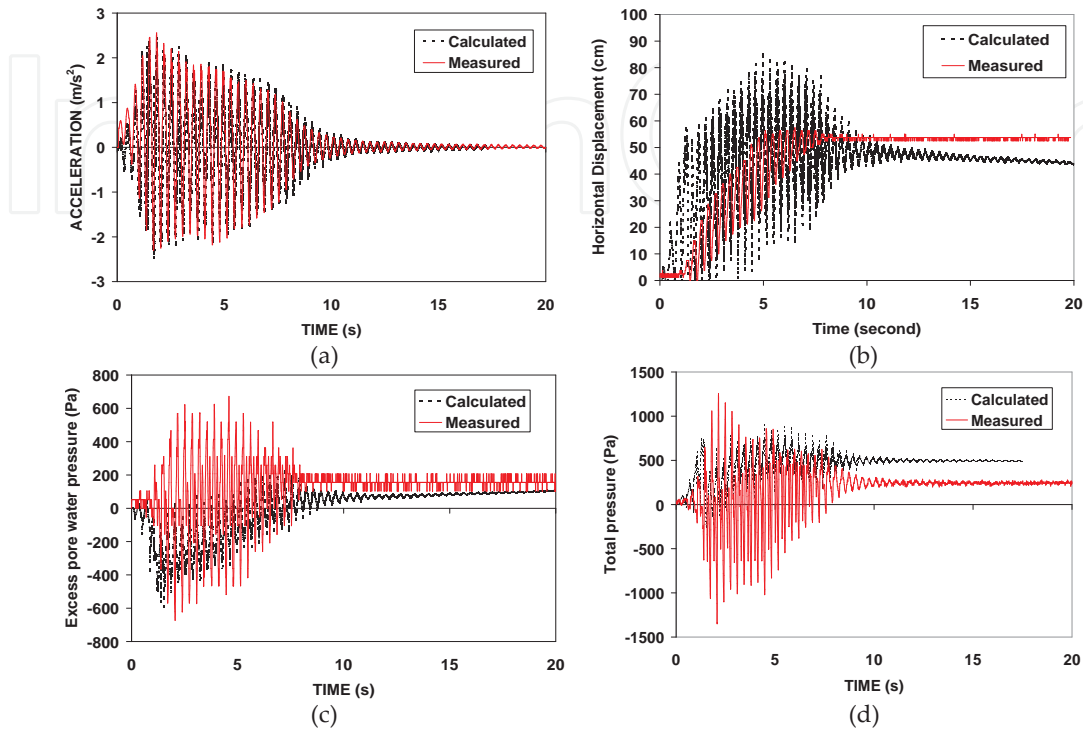 3
2
1
0
-1
-2
-3
ACCELERATION (m/s²)
Calculated
Measured
0 5 10 15 20
TIME (s)
(a)
100
90
80
70
60
50
40
30
20
10
0
Horizontal Displacement (cm)
Calculated
Measured
0 5 10 15 20
Time (second)
(b)
800
600
400
200
0
-200
-400
-600
-800
Excess pore water pressure (Pa)
Calculated
Measured
0 5 10 15 20
TIME (s)
(c)
1500
1000
500
0
-500
-1000
-1500
Total pressure (Pa)
Calculated
Measured
0 5 10 15 20
TIME (s)
(d)